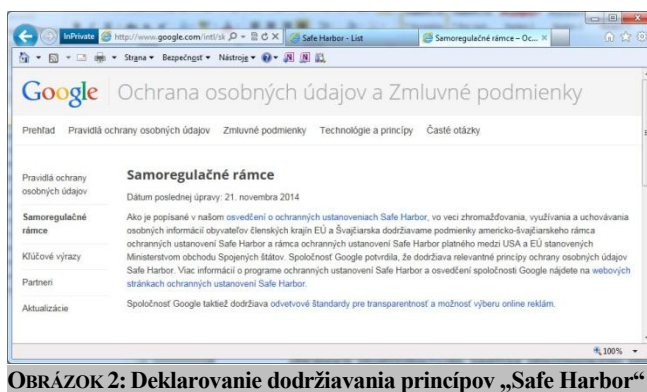 InPrivate http://www.google.com/intl/sk Safe Harbor - List Samoregulačné rámce – Oc...
Strana Bezpečnosť Nástroje
Google Ochrana osobných údajov a Zmluvné podmienky
Prehľad Pravidlá ochrany osobných údajov Zmluvné podmienky Technológie a princípy Časté otázky
Pravidlá ochrany
osobných údajov
Samoregulačné
rámce
Kľúčové výrazy
Partneri
Aktualizácie
Samoregulačné rámce
Dátum poslednej úpravy: 21. novembra 2014
Ako je popísané v našom osvedčení o ochranných ustanoveniach Safe Harbor, vo veci zhromažďovania, využívania a uchovávania
osobných informácií obyvateľov členských krajín EÚ a Švajčiarska dodržiavame podmienky americko-švajčiarskeho rámca
ochranných ustanovení Safe Harbor a rámca ochranných ustanovení Safe Harbor platného medzi USA a EÚ stanovených
Ministerstvom obchodu Spojených štátov. Spoločnosť Google potvrdila, že dodržiava relevantné princípy ochrany osobných údajov
Safe Harbor. Viac informácií o programe ochranných ustanovení Safe Harbor a osvedčení spoločnosti Google nájdete na webových
stránkach ochranných ustanovení Safe Harbor.
Spoločnosť Google taktiež dodržiava odvetvové štandardy pre transparentnosť a možnosť výberu online reklám.
100%
OBRÁZOK 2: Deklarovanie dodržiavania princípov „Safe Harbor“